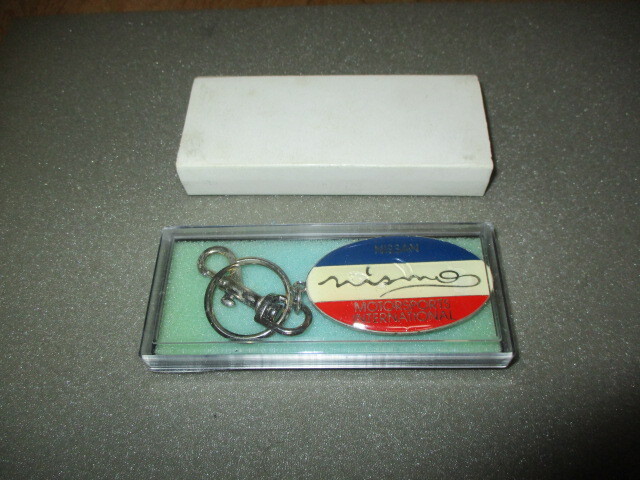 NISSAN
nismo
MOTORSPORTS
INTERNATIONAL